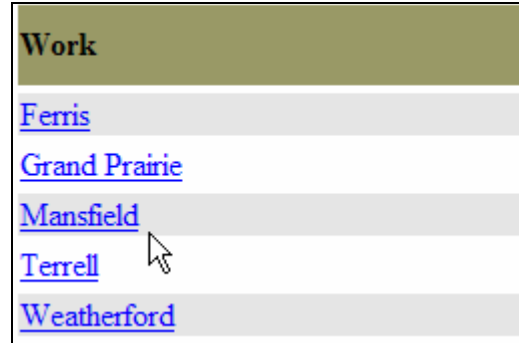 Work
Ferris
Grand Prairie
Mansfield
Terrell
Weatherford